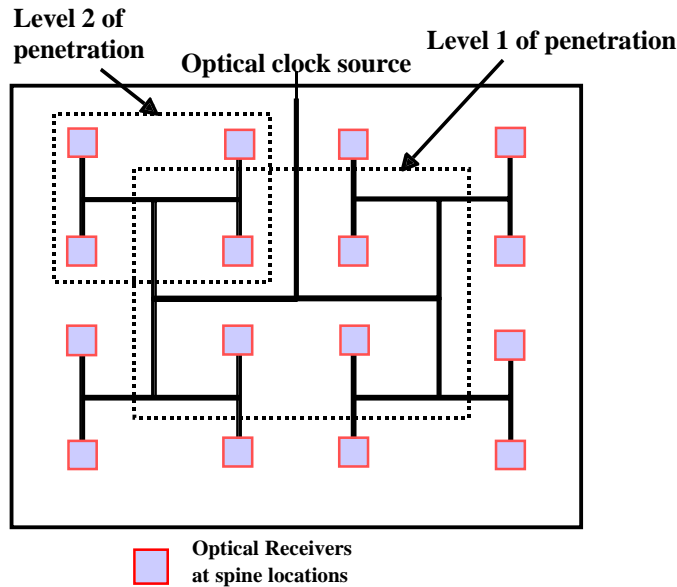 Level 2 of
penetration
Level 1 of penetration
Optical clock source
Optical Receivers
at spine locations